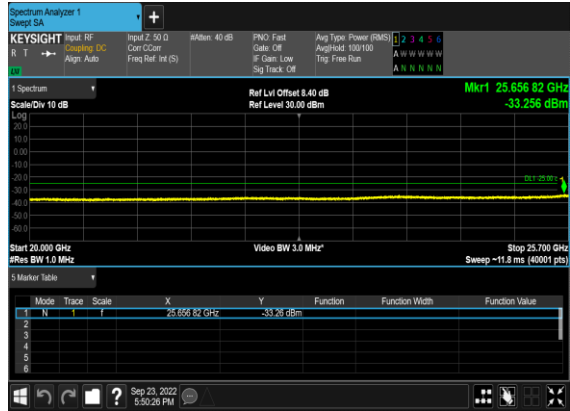 Spectrum Analyzer 1
Swept SA
+
KEYSIGHT Input: RF Input Z: 50 Ω #Atten: 40 dB PNO: Fast Avg Type: Power (RMS) 1 2 3 4 5 6
R T Coupling: DC Corr CCorr Gate: Off Avg|Hold: 100/100 A W W W W W
Align: Auto Freq Ref: Int (S) IF Gain: Low Trig: Free Run
Sig Track: Off A N N N N N
1 Spectrum Ref Lvl Offset 8.40 dB Mkr1 25.656 82 GHz
Scale/Div 10 dB Ref Level 30.00 dBm -33.256 dBm
Log
20.0
10.0
0.00
-10.0
-20.0
-30.0
-40.0
-50.0
-60.0
Start 20.000 GHz Video BW 3.0 MHz* Stop 25.700 GHz
#Res BW 1.0 MHz Sweep ~11.8 ms (40001 pts)
5 Marker Table
Mode Trace Scale X Y Function Function Width Function Value
1 N 1 f 25.656 82 GHz -33.26 dBm
2
3
4
5
6
? Sep 23, 2022
5:50:26 PM